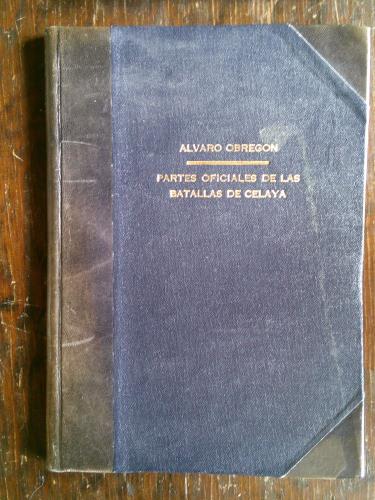 ALVARO OBREGON
PARTES OFICIALES DE LAS
BATALLAS DE CELAYA